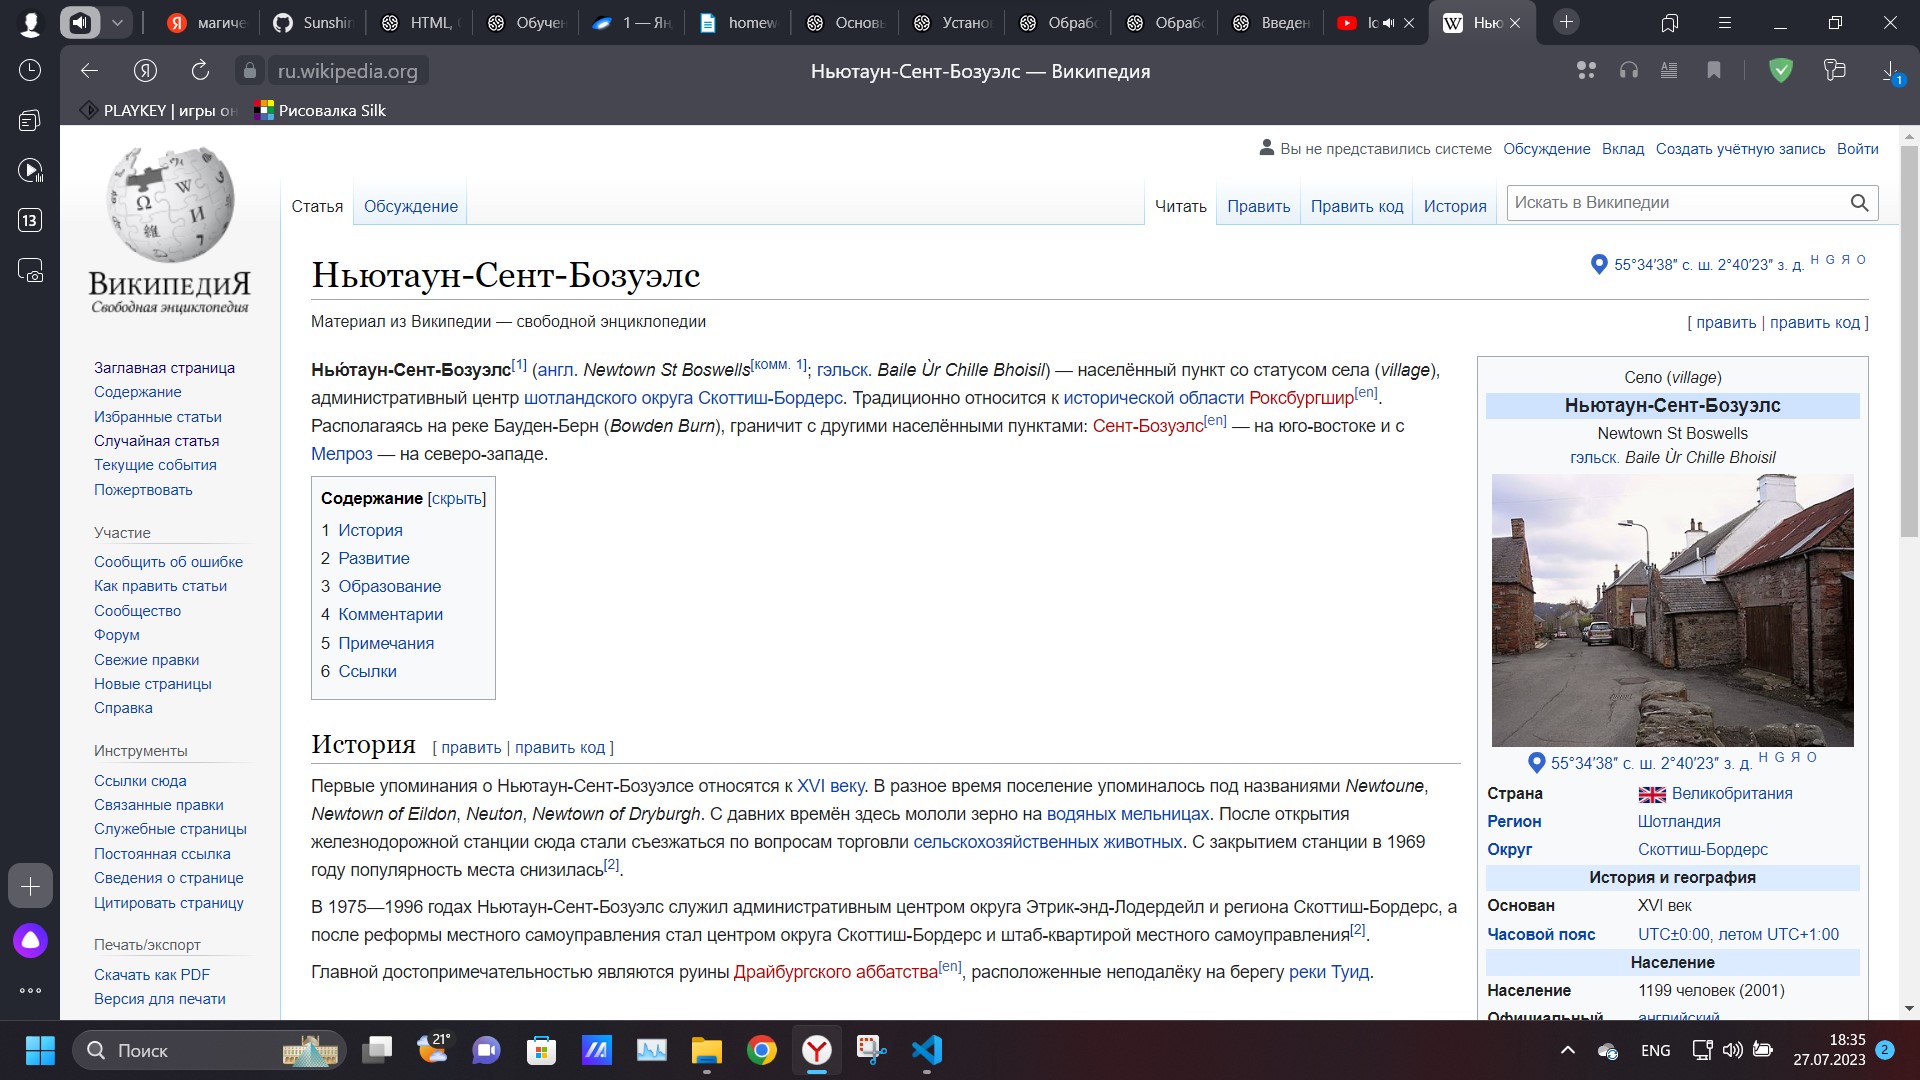 магиче
Sunshi
HTML,
Обучен
1 — Ян
homew
Основ
Устано
Обраб
Обраб
Введен
lo
Нью
ru.wikipedia.org
Ньютаун-Сент-Бозуэлс — Википедия
1
PLAYKEY | игры он
Рисовалка Silk
13
Вы не представились системе Обсуждение Вклад Создать учётную запись Войти
Статья Обсуждение Читать Править Править код История Искать в Википедии
ВикипедиЯ
Свободная энциклопедия
Ньютаун-Сент-Бозуэлс
55°34′38″ с. ш. 2°40′23″ з. д. H G Я O
Материал из Википедии — свободной энциклопедии
[ править | править код ]
Заглавная страница
Содержание
Избранные статьи
Случайная статья
Текущие события
Пожертвовать
Участие
Сообщить об ошибке
Как править статьи
Сообщество
Форум
Свежие правки
Новые страницы
Справка
Инструменты
Ссылки сюда
Связанные правки
Служебные страницы
Постоянная ссылка
Сведения о странице
Цитировать страницу
Печать/экспорт
Скачать как PDF
Версия для печати
Нью́таун-Сент-Бозуэлс[1] (англ. Newtown St Boswells[комм. 1]; гэльск. Baile Ùr Chille Bhoisil) — населённый пункт со статусом села (village),
административный центр шотландского округа Скоттиш-Бордерс. Традиционно относится к исторической области Роксбургшир[en].
Располагаясь на реке Бауден-Берн (Bowden Burn), граничит с другими населёнными пунктами: Сент-Бозуэлс[en] — на юго-востоке и с
Мелроз — на северо-западе.
Содержание [скрыть]
1 История
2 Развитие
3 Образование
4 Комментарии
5 Примечания
6 Ссылки
История [ править | править код ]
Первые упоминания о Ньютаун-Сент-Бозуэлсе относятся к XVI веку. В разное время поселение упоминалось под названиями Newtoune,
Newtown of Eildon, Neuton, Newtown of Dryburgh. С давних времён здесь мололи зерно на водяных мельницах. После открытия
железнодорожной станции сюда стали съезжаться по вопросам торговли сельскохозяйственных животных. С закрытием станции в 1969
году популярность места снизилась[2].
В 1975—1996 годах Ньютаун-Сент-Бозуэлс служил административным центром округа Этрик-энд-Лодердейл и региона Скоттиш-Бордерс, а
после реформы местного самоуправления стал центром округа Скоттиш-Бордерс и штаб-квартирой местного самоуправления[2].
Главной достопримечательностью являются руины Драйбургского аббатства[en], расположенные неподалёку на берегу реки Туид.
Село (village)
Ньютаун-Сент-Бозуэлс
Newtown St Boswells
гэльск. Baile Ùr Chille Bhoisil
55°34′38″ с. ш. 2°40′23″ з. д. H G Я O
Страна Великобритания
Регион Шотландия
Округ Скоттиш-Бордерс
История и география
Основан XVI век
Часовой пояс UTC±0:00, летом UTC+1:00
Население
Население 1199 человек (2001)
Официальный английский
Поиск
21°
ENG
18:35
27.07.2023
2